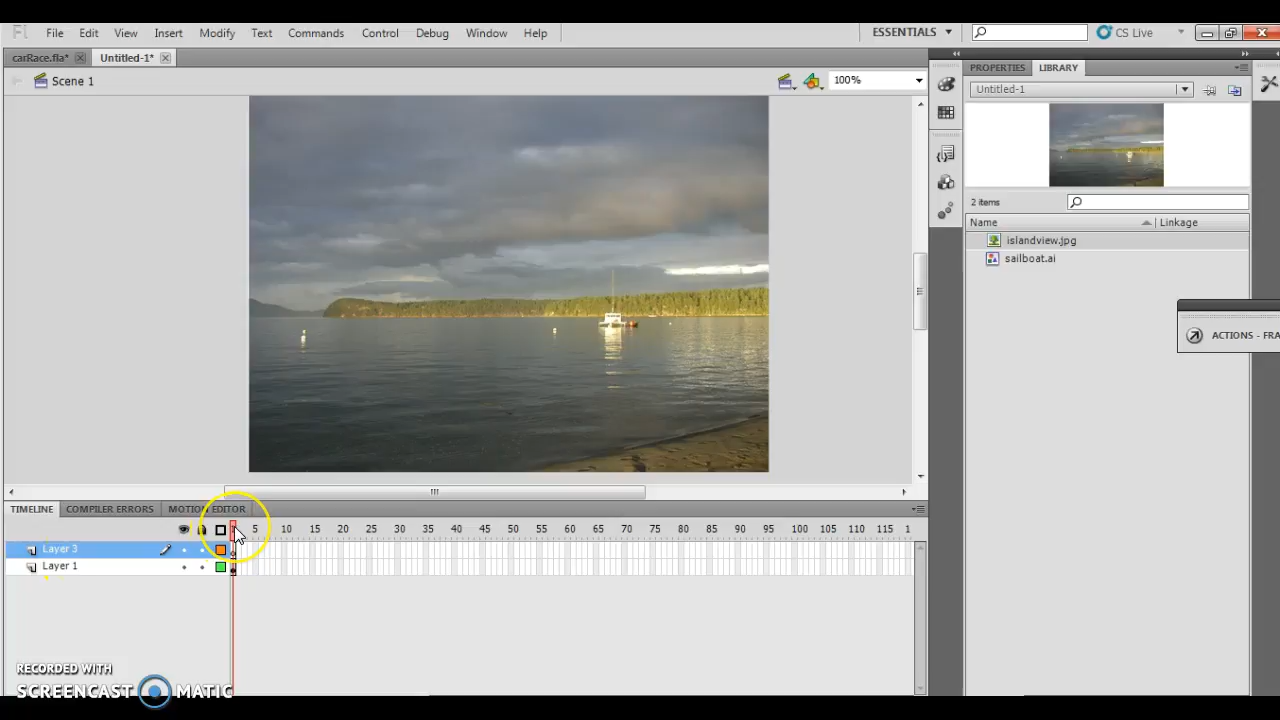 Fl File Edit View Insert Modify Text Commands Control Debug Window Help ESSENTIALS CS Live
carRace.fla* Untitled-1* PROPERTIES LIBRARY
Scene 1 100% Untitled-1
2 items
Name Linkage
islandview.jpg
sailboat.ai
ACTIONS - FRA
TIMELINE COMPILER ERRORS MOTION EDITOR
5 10 15 20 25 30 35 40 45 50 55 60 65 70 75 80 85 90 95 100 105 110 115 1
Layer 3
Layer 1
RECORDED WITH
SCREENCAST MATIC